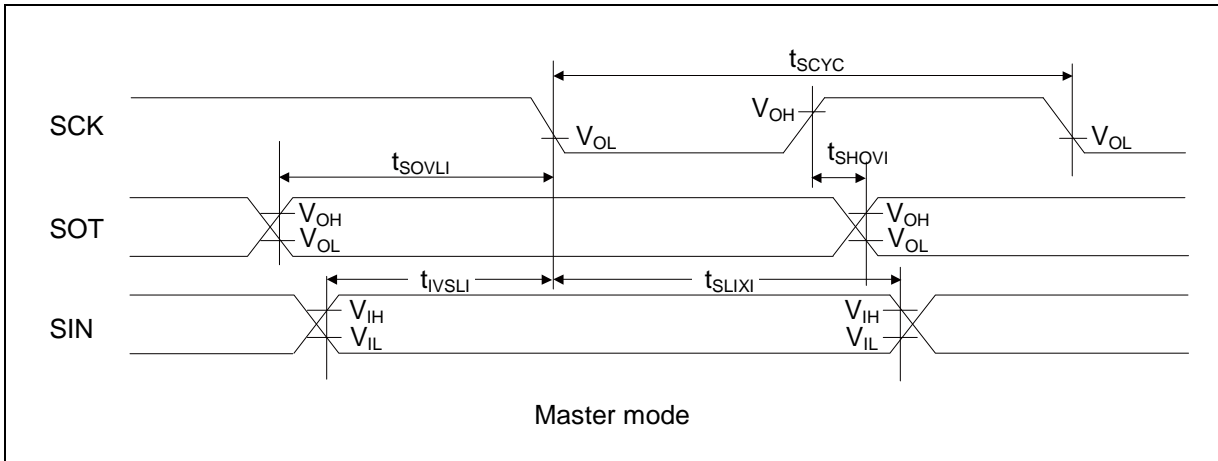 tSCYC
SCK
VOH
VOL
VOL
tSHOVI
tSOVLI
SOT
VOH
VOL
VOH
VOL
tIVSLI
tSLIXI
SIN
VIH
VIL
VIH
VIL
Master mode